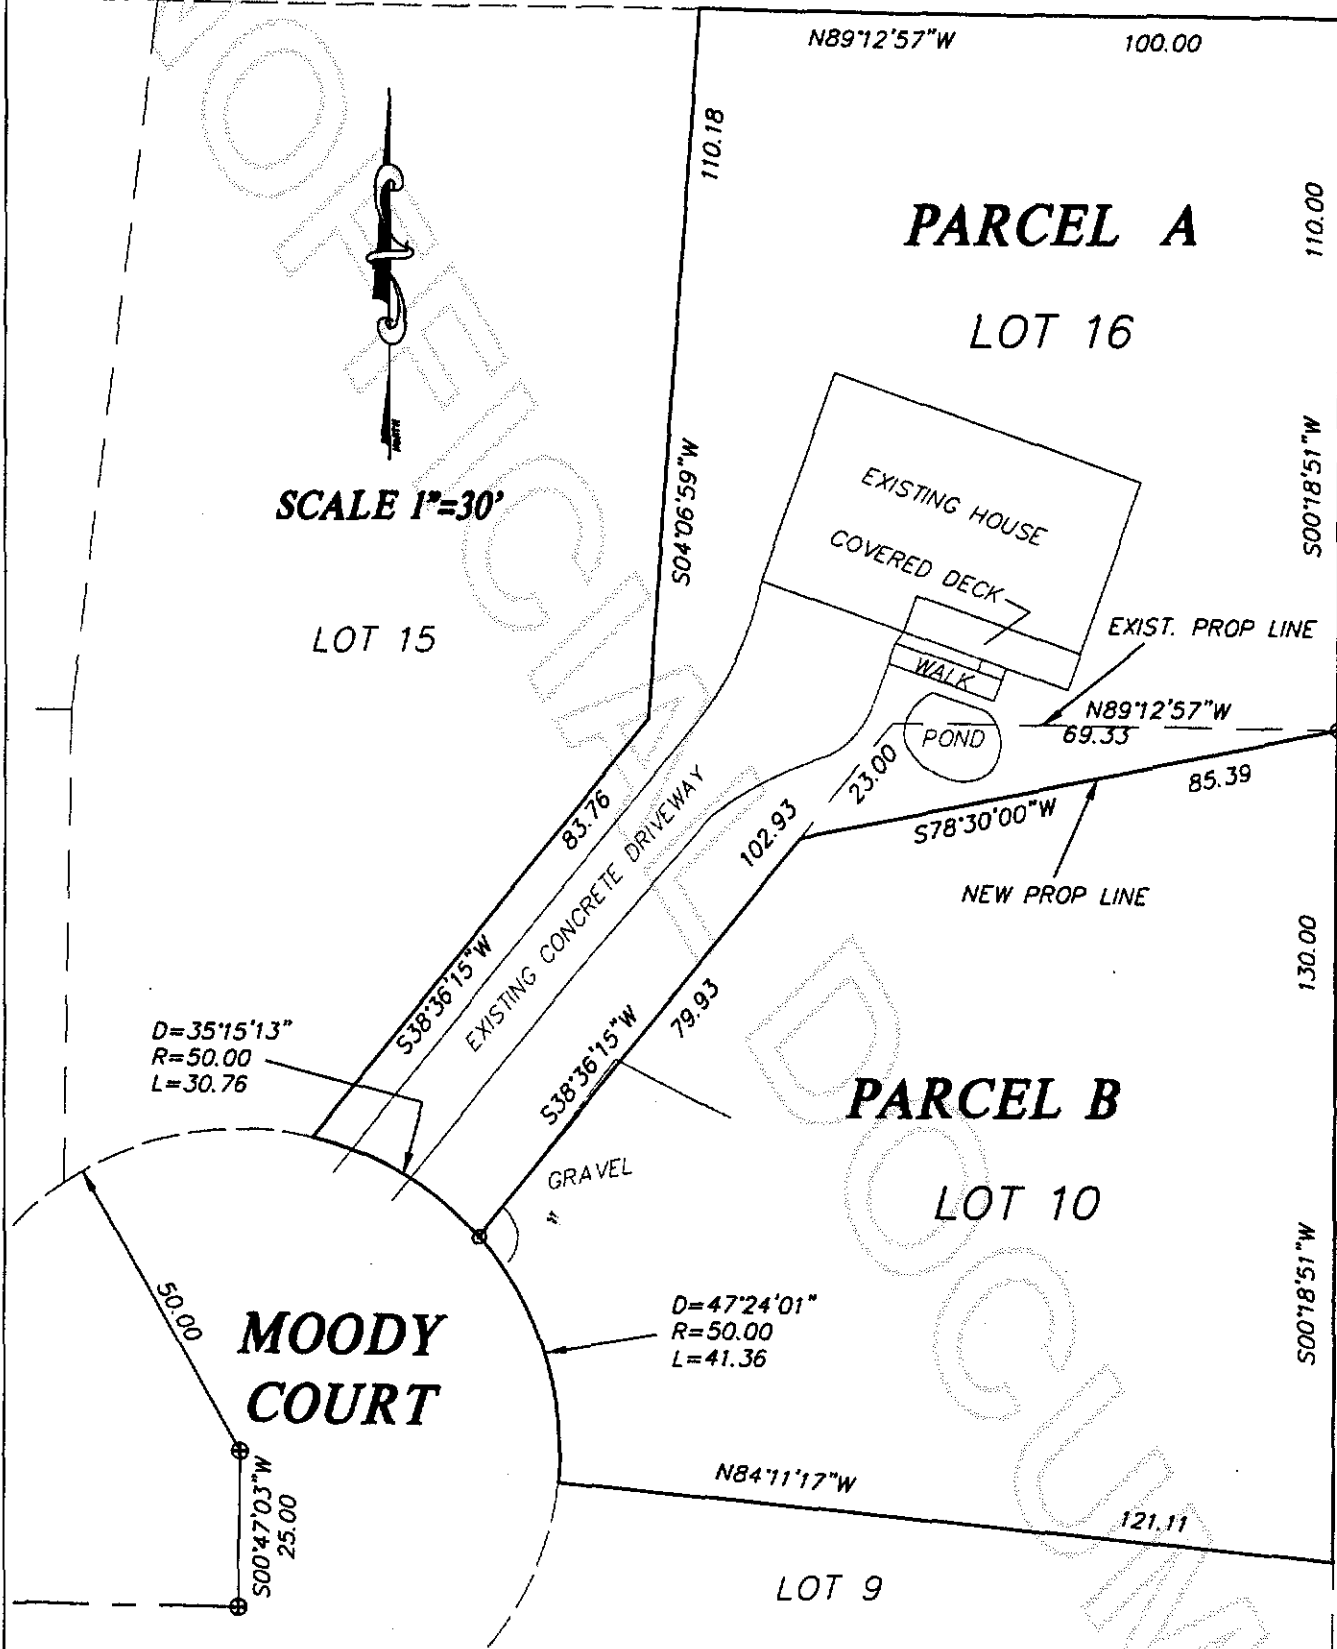 N89°12'57"W 100.00
110.18
110.00
PARCEL A
LOT 16
NORTH
SCALE 1"=30'
S04°06'59"W
S00°18'51"W
EXISTING HOUSE
COVERED DECK
LOT 15
EXIST. PROP LINE
WALK
N89°12'57"W
69.33
POND
23.00
85.39
83.76
EXISTING CONCRETE DRIVEWAY
102.93
S78°30'00"W
NEW PROP LINE
130.00
S38°36'15"W
79.93
S38°36'15"W
D=35°15'13"
R=50.00
L=30.76
PARCEL B
LOT 10
GRAVEL
S00°18'51"W
50.00
MOODY
COURT
D=47°24'01"
R=50.00
L=41.36
S00°47'03"W
25.00
N84°11'17"W
121.11
LOT 9
UNOFFICIAL DOCUMENT